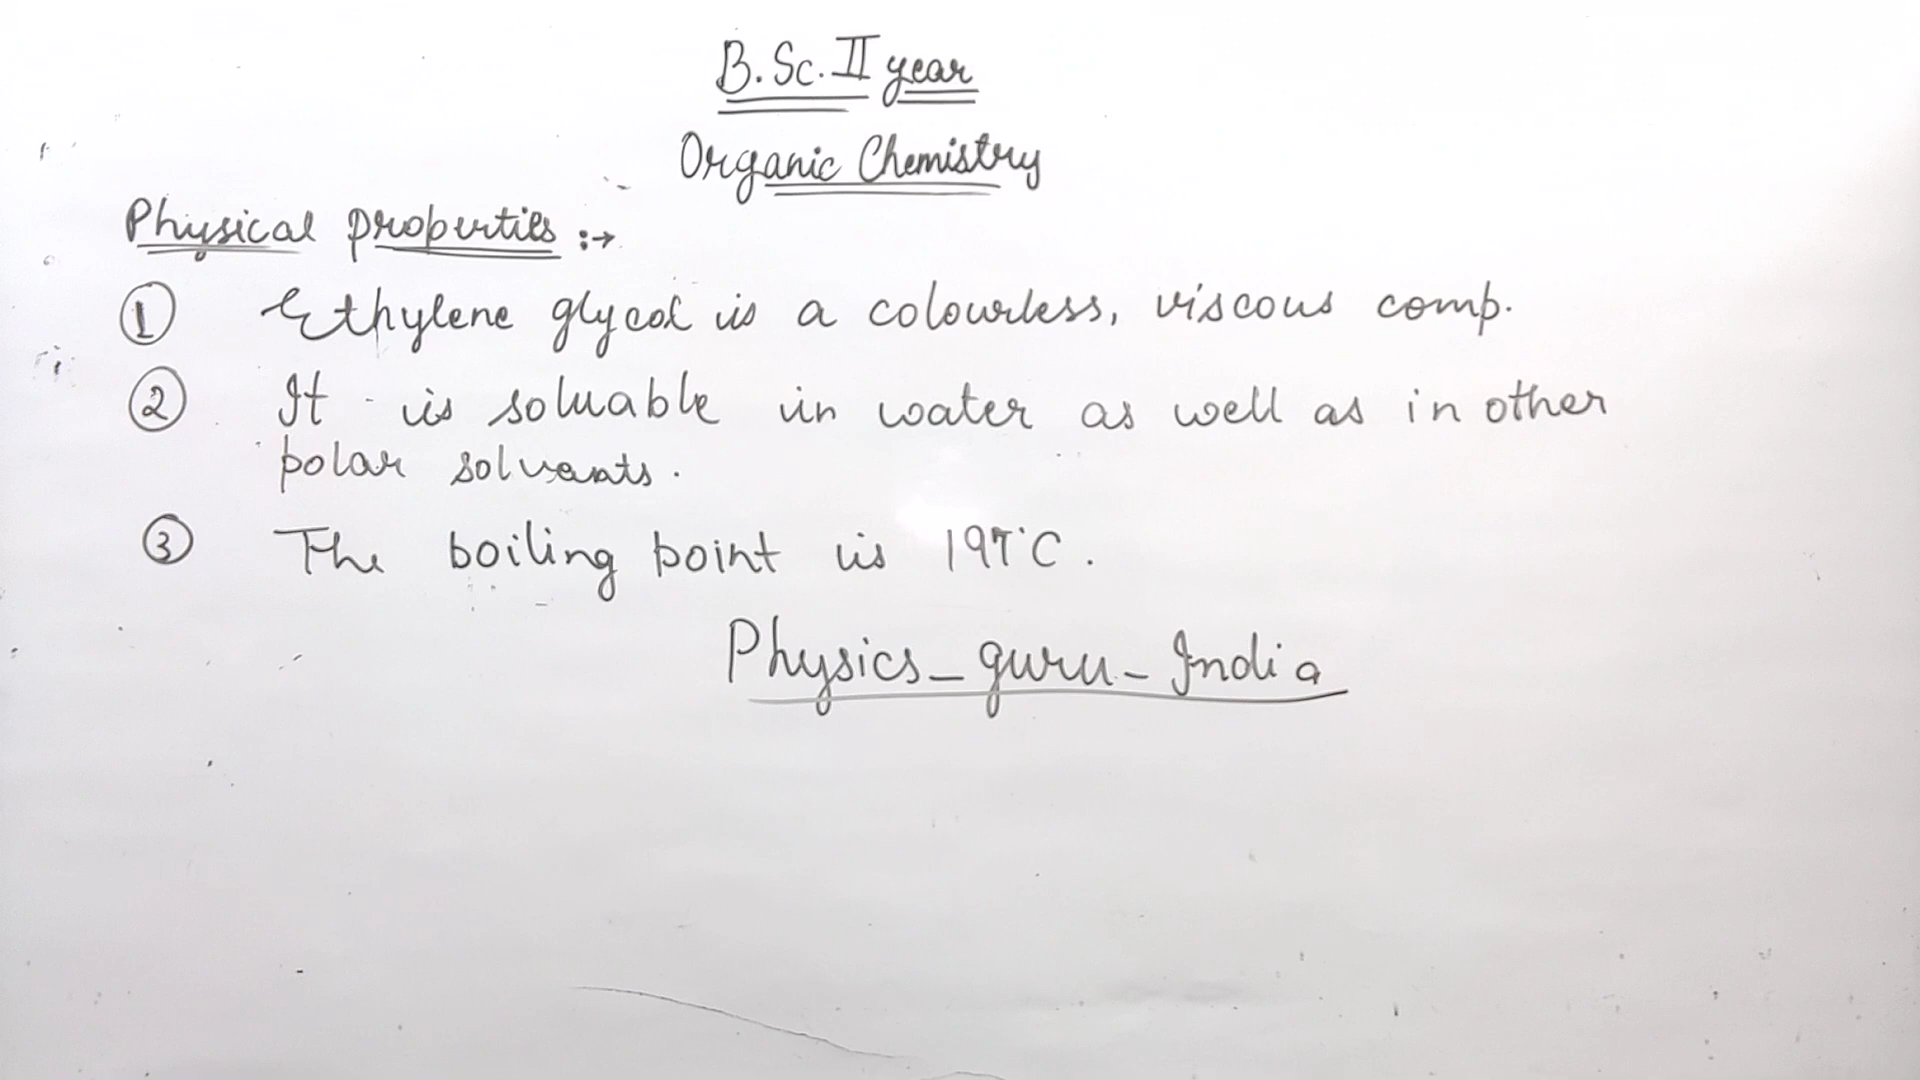 B.Sc. II year
Organic Chemistry
Physical properties :→
① Ethylene glycol is a colourless, viscous comp.
② It is soluable in water as well as in other
polar solvents.
③ The boiling point is 197°C.
Physics_guru_India